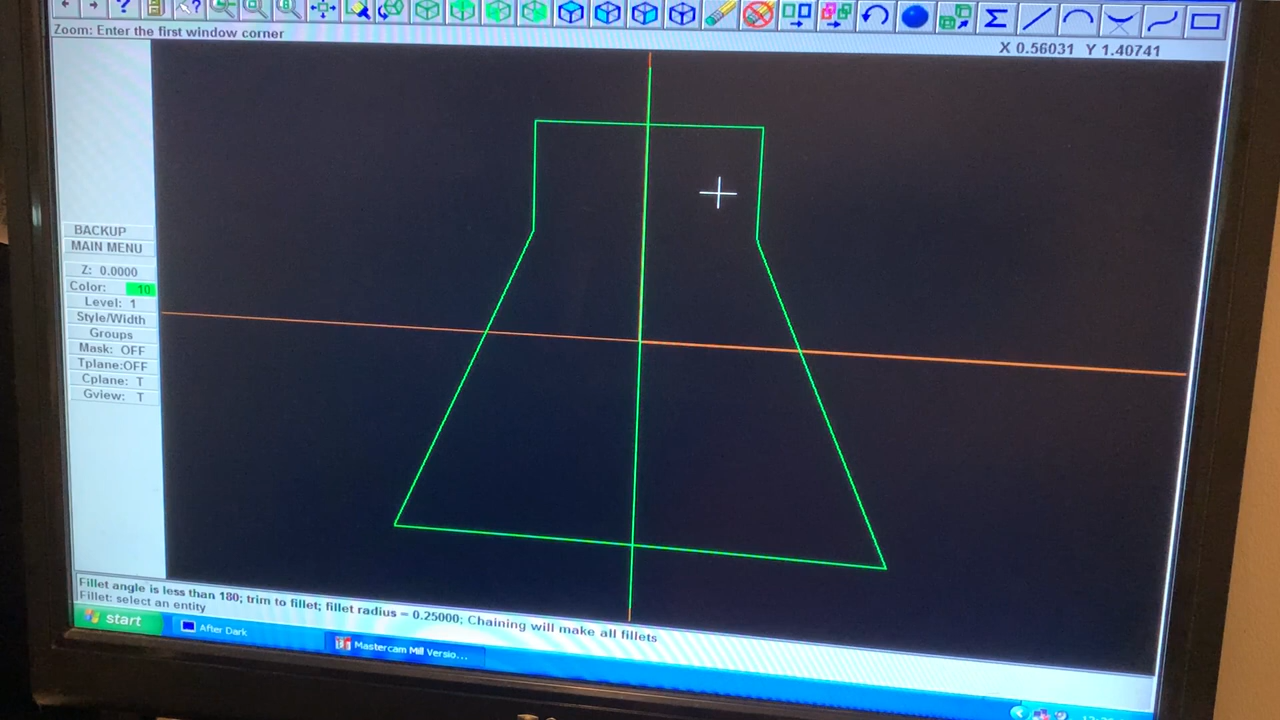 Zoom: Enter the first window corner
X 0.56031 Y 1.40741
BACKUP
MAIN MENU
Z: 0.0000
Color: 10
Level: 1
Style/Width
Groups
Mask: OFF
Tplane:OFF
Cplane: T
Gview: T
Fillet angle is less than 180; trim to fillet; fillet radius = 0.25000; Chaining will make all fillets
Fillet: select an entity
start
After Dark
Mastercam Mill Versio...